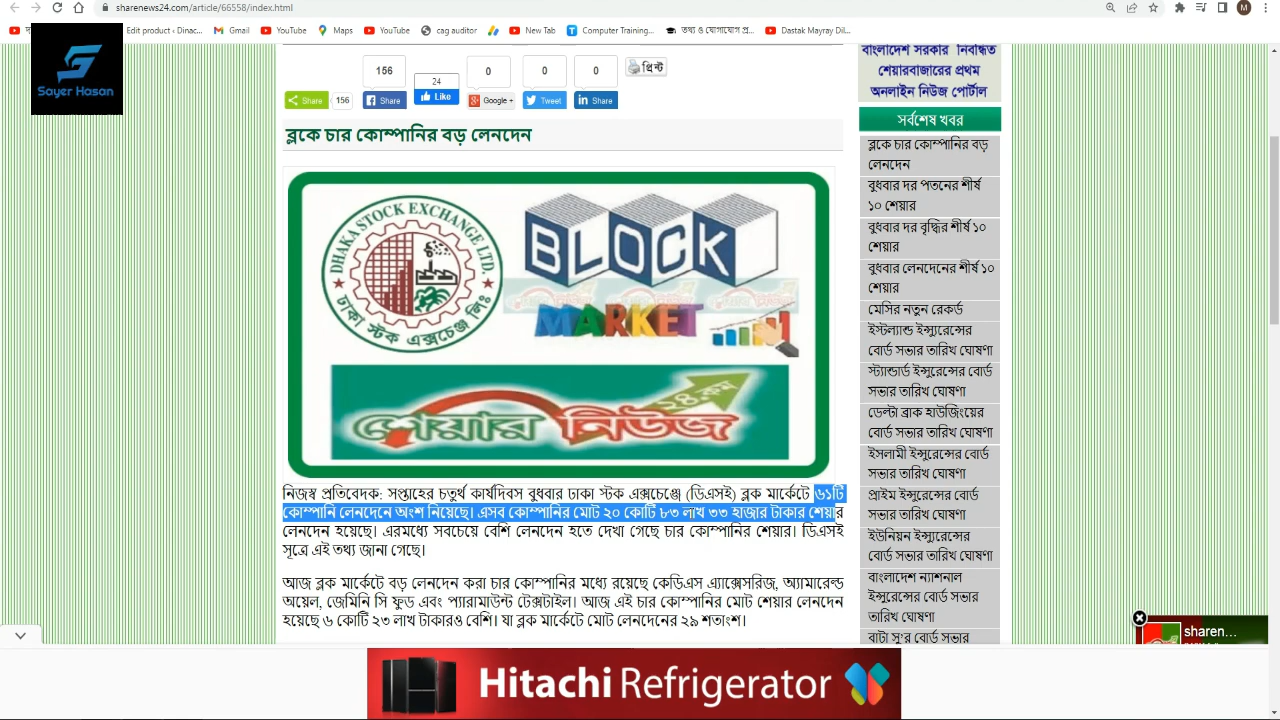 sharenews24.com/article/66558/index.html
Edit product ‹ Dinac...
Gmail
YouTube
Maps
YouTube
cag auditor
New Tab
Computer Training...
তথ্য ও যোগাযোগ প্র...
Dastak Mayray Dil...
Sayer Hasan
156
24
0
0
0
প্রিন্ট
Share
156
Share
Like
Google +
Tweet
Share
ব্লকে চার কোম্পানির বড় লেনদেন
DHAKA STOCK EXCHANGE LTD.
ঢাকা স্টক এক্সচেঞ্জ লিঃ
BLOCK
MARKET
শেয়ার নিউজ
২৪.কম
নিজস্ব প্রতিবেদক: সপ্তাহের চতুর্থ কার্যদিবস বুধবার ঢাকা স্টক এক্সচেঞ্জে (ডিএসই) ব্লক মার্কেটে ৬১টি
কোম্পানি লেনদেনে অংশ নিয়েছে। এসব কোম্পানির মোট ২০ কোটি ৮৩ লাখ ৩৩ হাজার টাকার শেয়ার
লেনদেন হয়েছে। এরমধ্যে সবচেয়ে বেশি লেনদেন হতে দেখা গেছে চার কোম্পানির শেয়ার। ডিএসই
সূত্রে এই তথ্য জানা গেছে।
আজ ব্লক মার্কেটে বড় লেনদেন করা চার কোম্পানির মধ্যে রয়েছে কেডিএস এ্যাক্সেসরিজ, অ্যামারেল্ড
অয়েল, জেমিনি সি ফুড এবং প্যারামাউন্ট টেক্সটাইল। আজ এই চার কোম্পানির মোট শেয়ার লেনদেন
হয়েছে ৬ কোটি ২৩ লাখ টাকারও বেশি। যা ব্লক মার্কেটে মোট লেনদেনের ২৯ শতাংশ।
বাংলাদেশ সরকার নিবন্ধিত
শেয়ারবাজারের প্রথম
অনলাইন নিউজ পোর্টাল
সর্বশেষ খবর
ব্লকে চার কোম্পানির বড়
লেনদেন
বুধবার দর পতনের শীর্ষ
১০ শেয়ার
বুধবার দর বৃদ্ধির শীর্ষ ১০
শেয়ার
বুধবার লেনদেনের শীর্ষ ১০
শেয়ার
মেসির নতুন রেকর্ড
ইস্টল্যান্ড ইন্স্যুরেন্সের
বোর্ড সভার তারিখ ঘোষণা
স্ট্যান্ডার্ড ইন্সুরেন্সের বোর্ড
সভার তারিখ ঘোষণা
ডেল্টা ব্রাক হাউজিংয়ের
বোর্ড সভার তারিখ ঘোষণা
ইসলামী ইন্সুরেন্সের বোর্ড
সভার তারিখ ঘোষণা
প্রাইম ইন্সুরেন্সের বোর্ড
সভার তারিখ ঘোষণা
ইউনিয়ন ইন্সুরেন্সের
বোর্ড সভার তারিখ ঘোষণা
বাংলাদেশ ন্যাশনাল
ইন্সুরেন্সের বোর্ড সভার
তারিখ ঘোষণা
বাটা সু'র বোর্ড সভার
sharen...
Hitachi Refrigerator